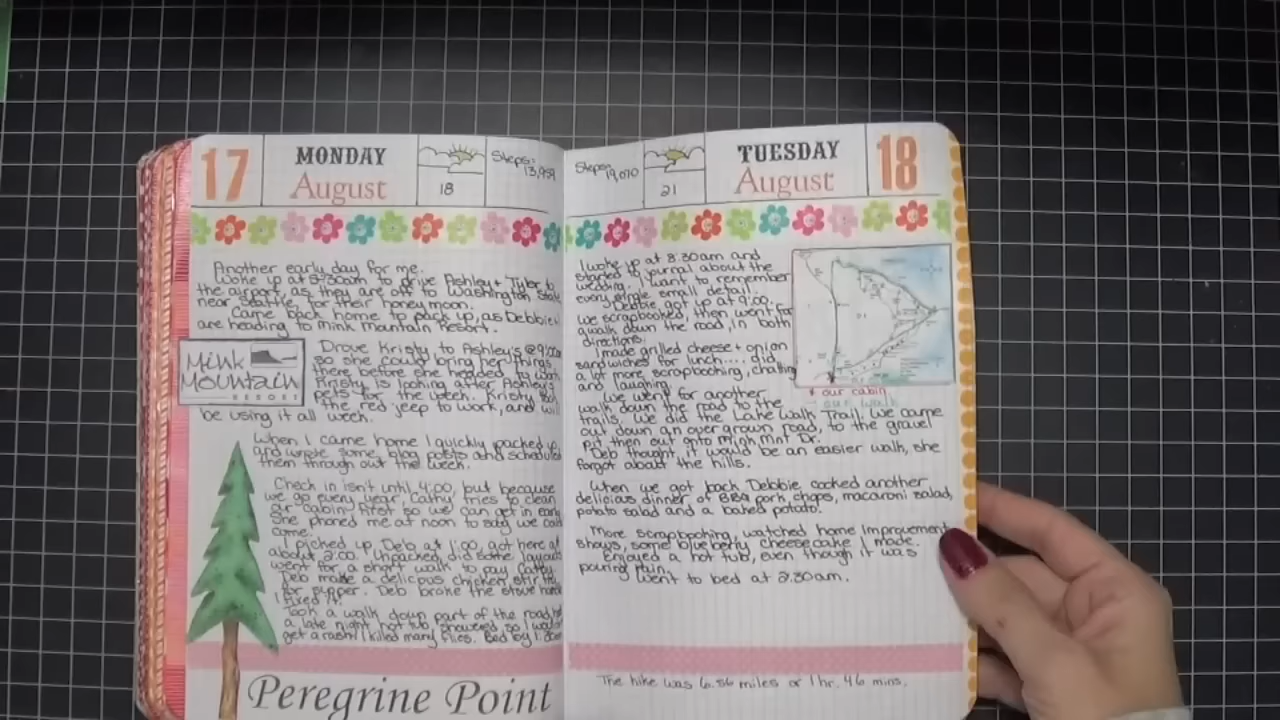 17
MONDAY
August
18
Steps:
13,959
Another early day for me.
Woke up at 5:30am to drive Ashley + Tyler to
the airport, as they are off to Washington State
near Seattle, for their honey moon.
Came back home to pack up, as Debbie +
are heading to Mink Mountain Resort.
Mink
Mountain
RESORT
Drove Kristy to Ashley's @ 9:00am
so she could bring her things
there before she headed to work
Kristy is looking after Ashley's
pets for the week. Kristy
the red jeep to work, and will
be using it all week.
When I came home I quickly packed up
and wrote some blog posts and scheduled
them through out the week.
Check in isn't until 4:00, but because
we go every year, Cathy tries to clean
our cabin first so we can get in early
She phoned me at noon to say we could
come.
I picked up Deb at 1:00, got here at
about 2:00. Unpacked, did some layouts
went for a short walk to pay Cathy.
Deb made a delicious chicken stir fry
for supper. Deb broke the stove
I fixed it.
Took a walk down part of the road,
a late night hot tub, showered, so I
get a rash. I killed many flies. Bed by
Peregrine Point
Steps:
19,070
21
TUESDAY
August
18
I woke up at 8:30am and
started to journal about the
wedding. I want to remember
every single small detail.
Debbie got up at 9:00.
we scrapbooked, then went for
a walk down the road, in both
directions.
I made grilled cheese + onion
sandwiches for lunch.... did
a lot more scrapbooking, chatting
and laughing.
We went for another
walk down the road to the
trails. We did the Lake Walk Trail. We came
out down an over grown road, to the gravel
pit, then out onto Mink Mnt Dr.
Deb thought it would be an easier walk, she
forgot about the hills.
* our cabin
- our walk
When we got back Debbie cooked another
delicious dinner of BBQ pork chops, macaroni salad,
potato salad and a baked potato.
More scrapbooking, watched home improvement
shows, some blueberry cheesecake I made.
Enjoyed a hot tub, even though it was
pouring rain.
Went to bed at 2:30am.
The hike was 6.56 miles or 1 hr. 46 mins.